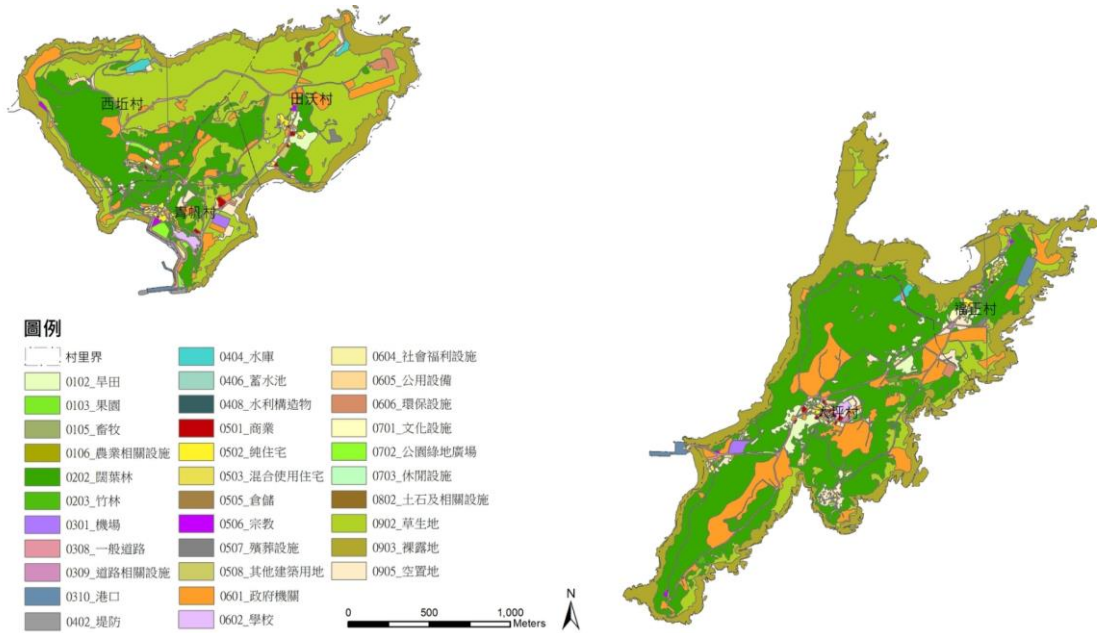 西坵村
田沃村
青帆村
福正村
大坪村
圖例
村里界
0102_旱田
0103_果園
0105_畜牧
0106_農業相關設施
0202_闊葉林
0203_竹林
0301_機場
0308_一般道路
0309_道路相關設施
0310_港口
0402_堤防
0404_水庫
0406_蓄水池
0408_水利構造物
0501_商業
0502_純住宅
0503_混合使用住宅
0505_倉儲
0506_宗教
0507_殯葬設施
0508_其他建築用地
0601_政府機關
0602_學校
0604_社會福利設施
0605_公用設備
0606_環保設施
0701_文化設施
0702_公園綠地廣場
0703_休閒設施
0802_土石及相關設施
0902_草生地
0903_裸露地
0905_空置地
0 500 1,000
Meters
N